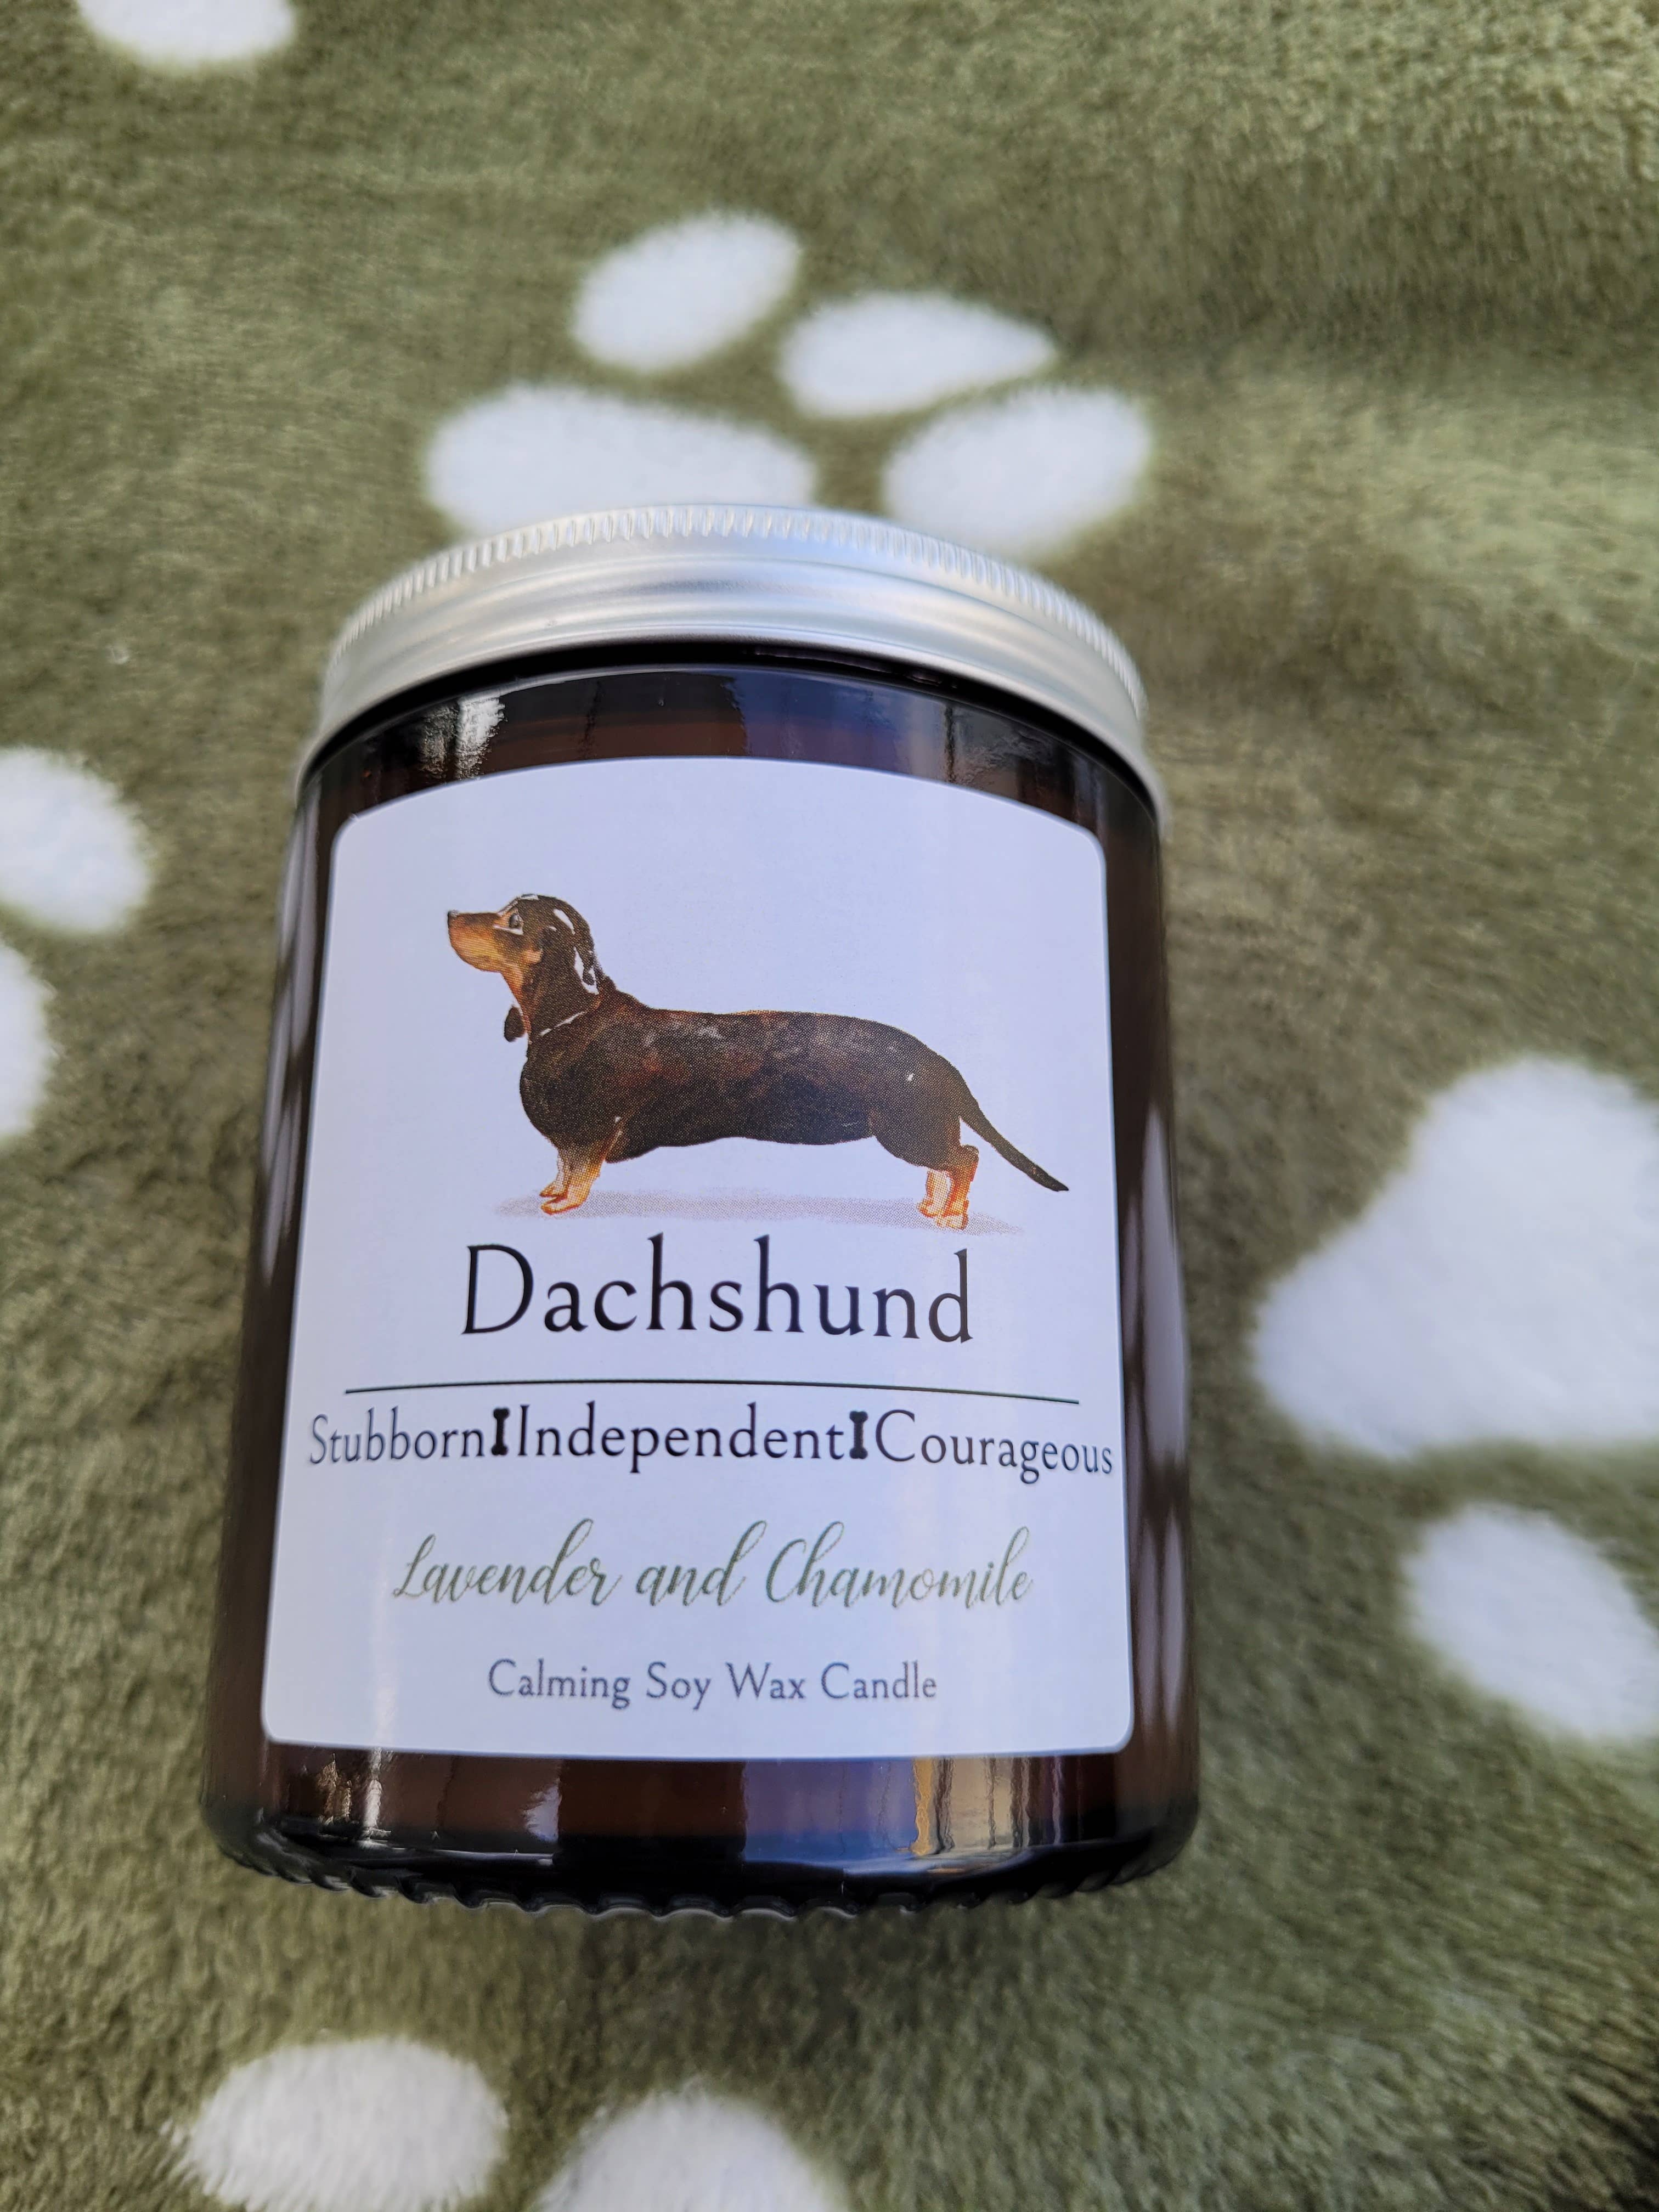 Dachshund
Stubborn Independent Courageous
Lavender and Chamomile
Calming Soy Wax Candle